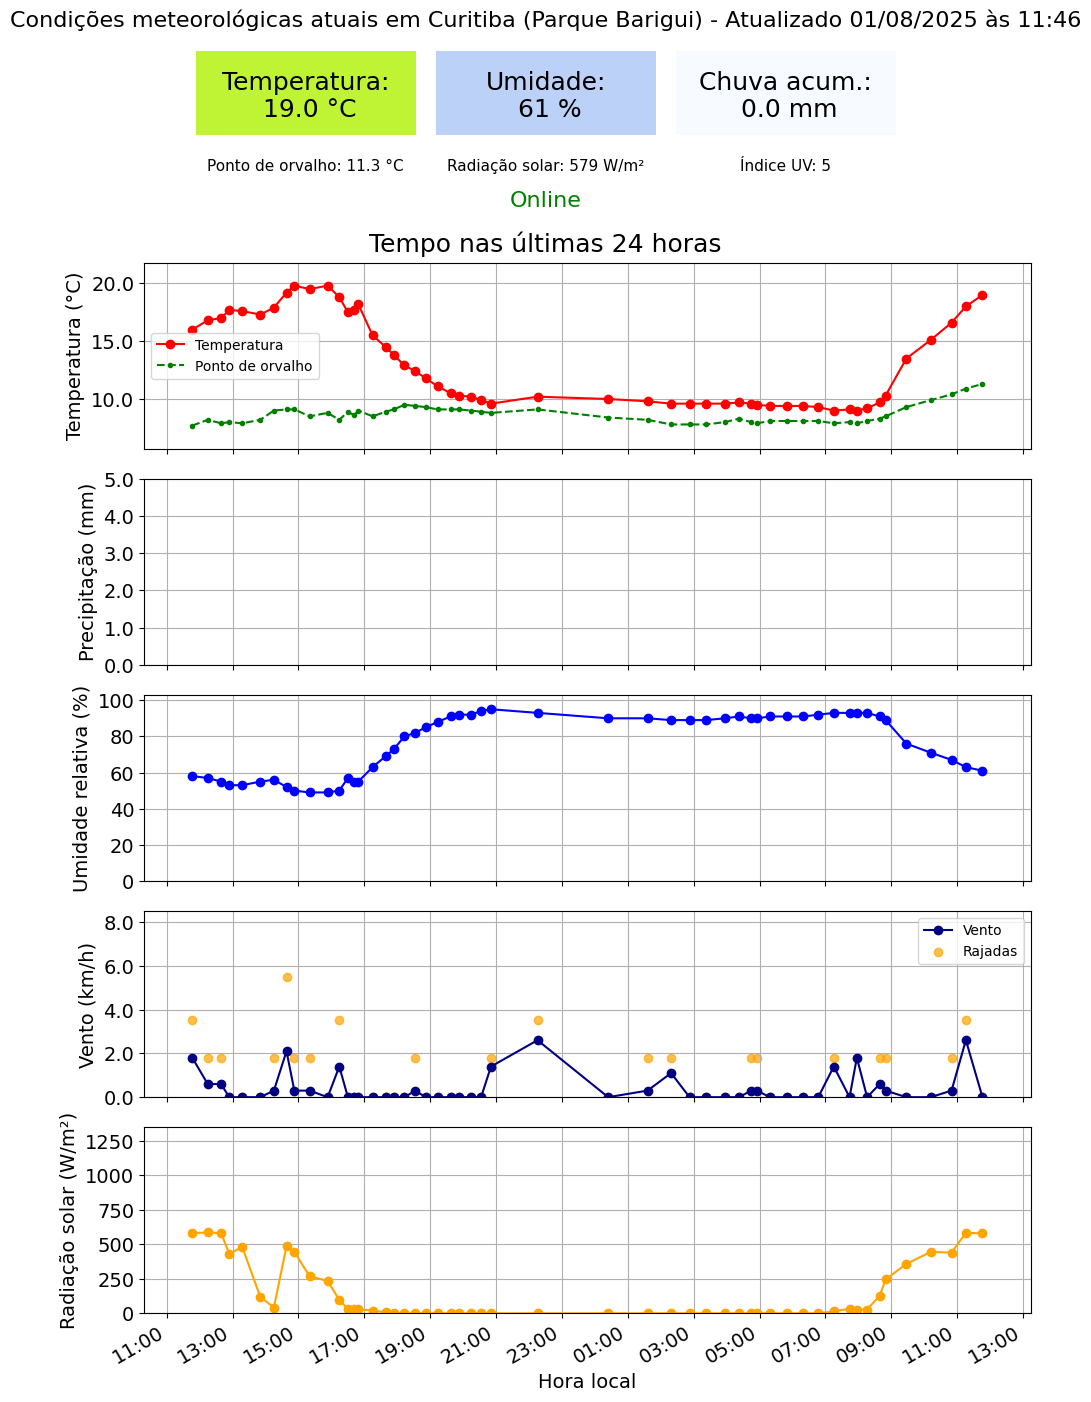 Condições meteorológicas atuais em Curitiba (Parque Barigui) - Atualizado 01/08/2025 às 11:46
Temperatura:
19.0 °C
Umidade:
61 %
Chuva acum.:
0.0 mm
Ponto de orvalho: 11.3 °C
Radiação solar: 579 W/m²
Índice UV: 5
Online
Tempo nas últimas 24 horas
Temperatura (°C)
20.0
15.0
10.0
Temperatura
Ponto de orvalho
Precipitação (mm)
5.0
4.0
3.0
2.0
1.0
0.0
Umidade relativa (%)
100
80
60
40
20
0
Vento (km/h)
8.0
6.0
4.0
2.0
0.0
Vento
Rajadas
Radiação solar (W/m²)
1250
1000
750
500
250
0
11:00
13:00
15:00
17:00
19:00
21:00
23:00
01:00
03:00
05:00
07:00
09:00
11:00
13:00
Hora local